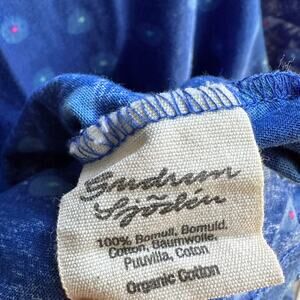 Gudrun
Sjödén
100% Bomull, Bomuld.
Cotton, Baumwolle.
Puuvilla, Coton
Organic Cotton